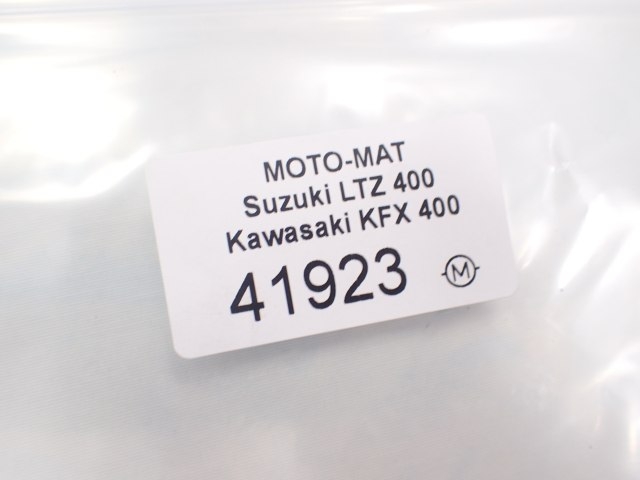 MOTO-MAT
Suzuki LTZ 400
Kawasaki KFX 400
41923 M